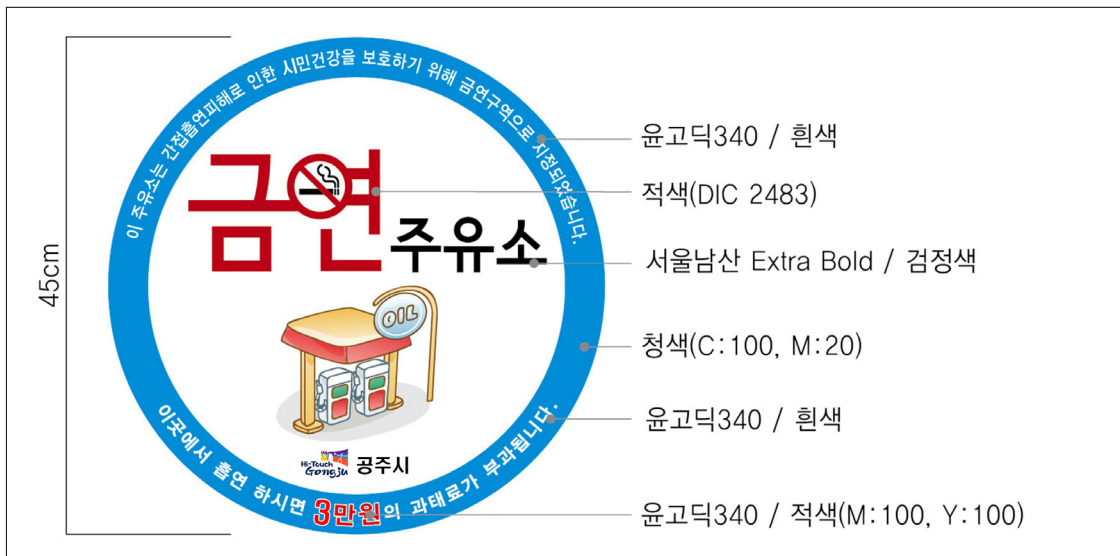 이 주유소는 간접흡연피해로 인한 시민건강을 보호하기 위해 금연구역으로 지정되었습니다.
금연 주유소
OIL
Hi-Touch
Gongju 공주시
이곳에서 흡연 하시면 3만원의 과태료가 부과됩니다.
45cm
윤고딕340 / 흰색
적색(DIC 2483)
서울남산 Extra Bold / 검정색
청색(C:100, M:20)
윤고딕340 / 흰색
윤고딕340 / 적색(M:100, Y:100)